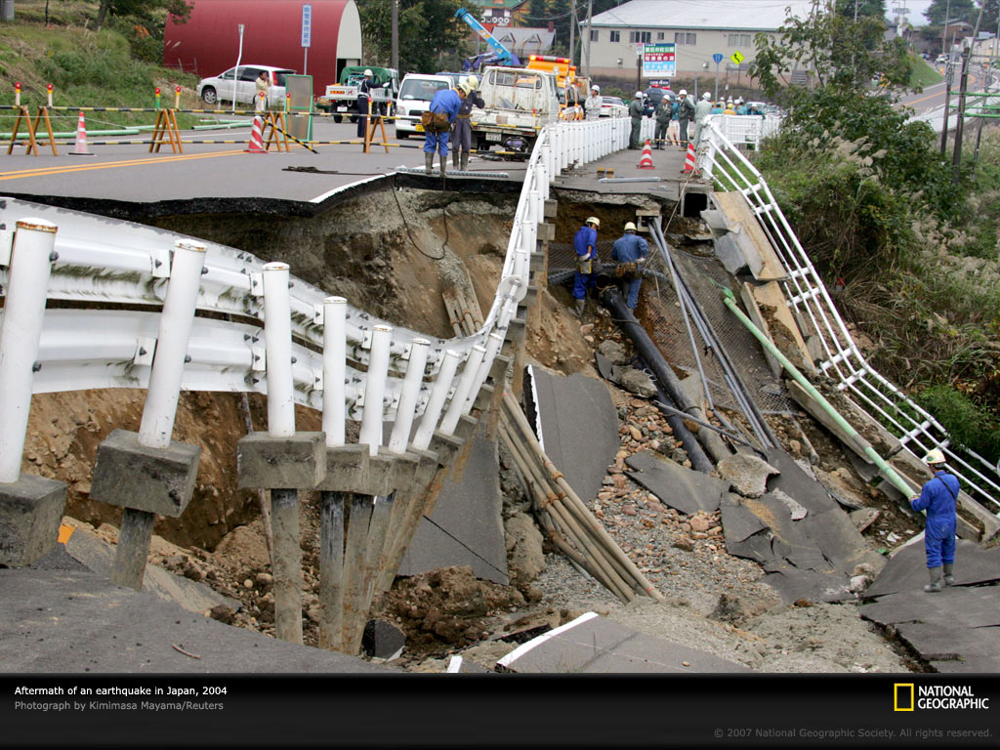 Aftermath of an earthquake in Japan, 2004
Photograph by Kimimasa Mayama/Reuters
NATIONAL
GEOGRAPHIC
© 2007 National Geographic Society. All rights reserved.